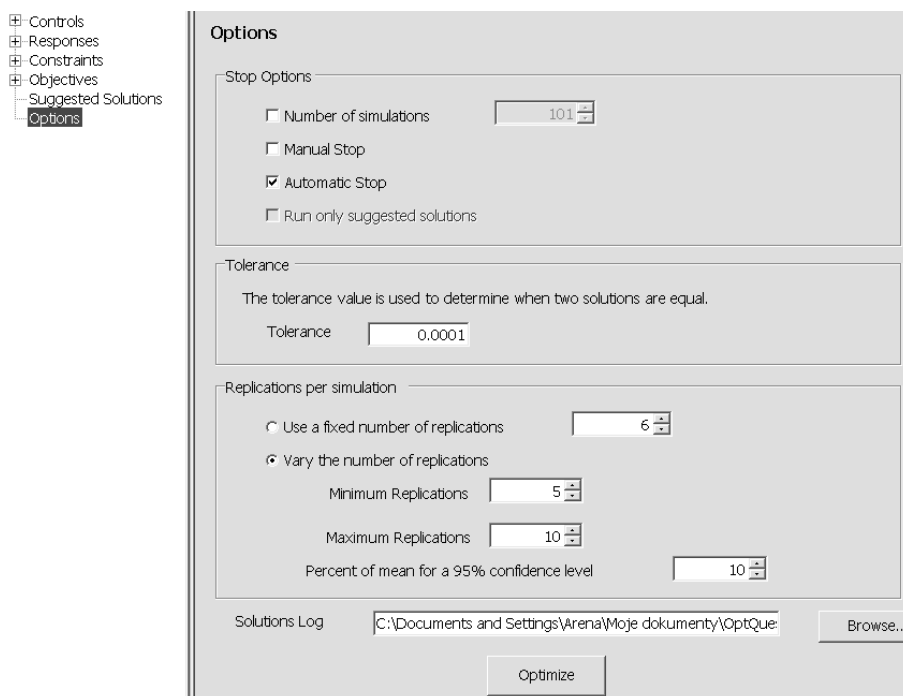 Controls
Responses
Constraints
Objectives
Suggested Solutions
Options
Options
Stop Options
Number of simulations 101
Manual Stop
Automatic Stop
Run only suggested solutions
Tolerance
The tolerance value is used to determine when two solutions are equal.
Tolerance 0.0001
Replications per simulation
Use a fixed number of replications 6
Vary the number of replications
Minimum Replications 5
Maximum Replications 10
Percent of mean for a 95% confidence level 10
Solutions Log C:\Documents and Settings\Arena\Moje dokumenty\OptQue: Browse..
Optimize